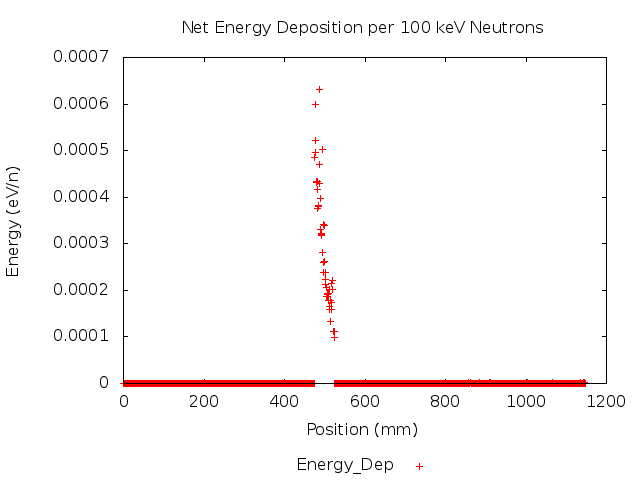 Net Energy Deposition per 100 keV Neutrons
0.0007
0.0006
0.0005
0.0004
0.0003
0.0002
0.0001
0
Energy (eV/n)
0 200 400 600 800 1000 1200
Position (mm)
Energy_Dep